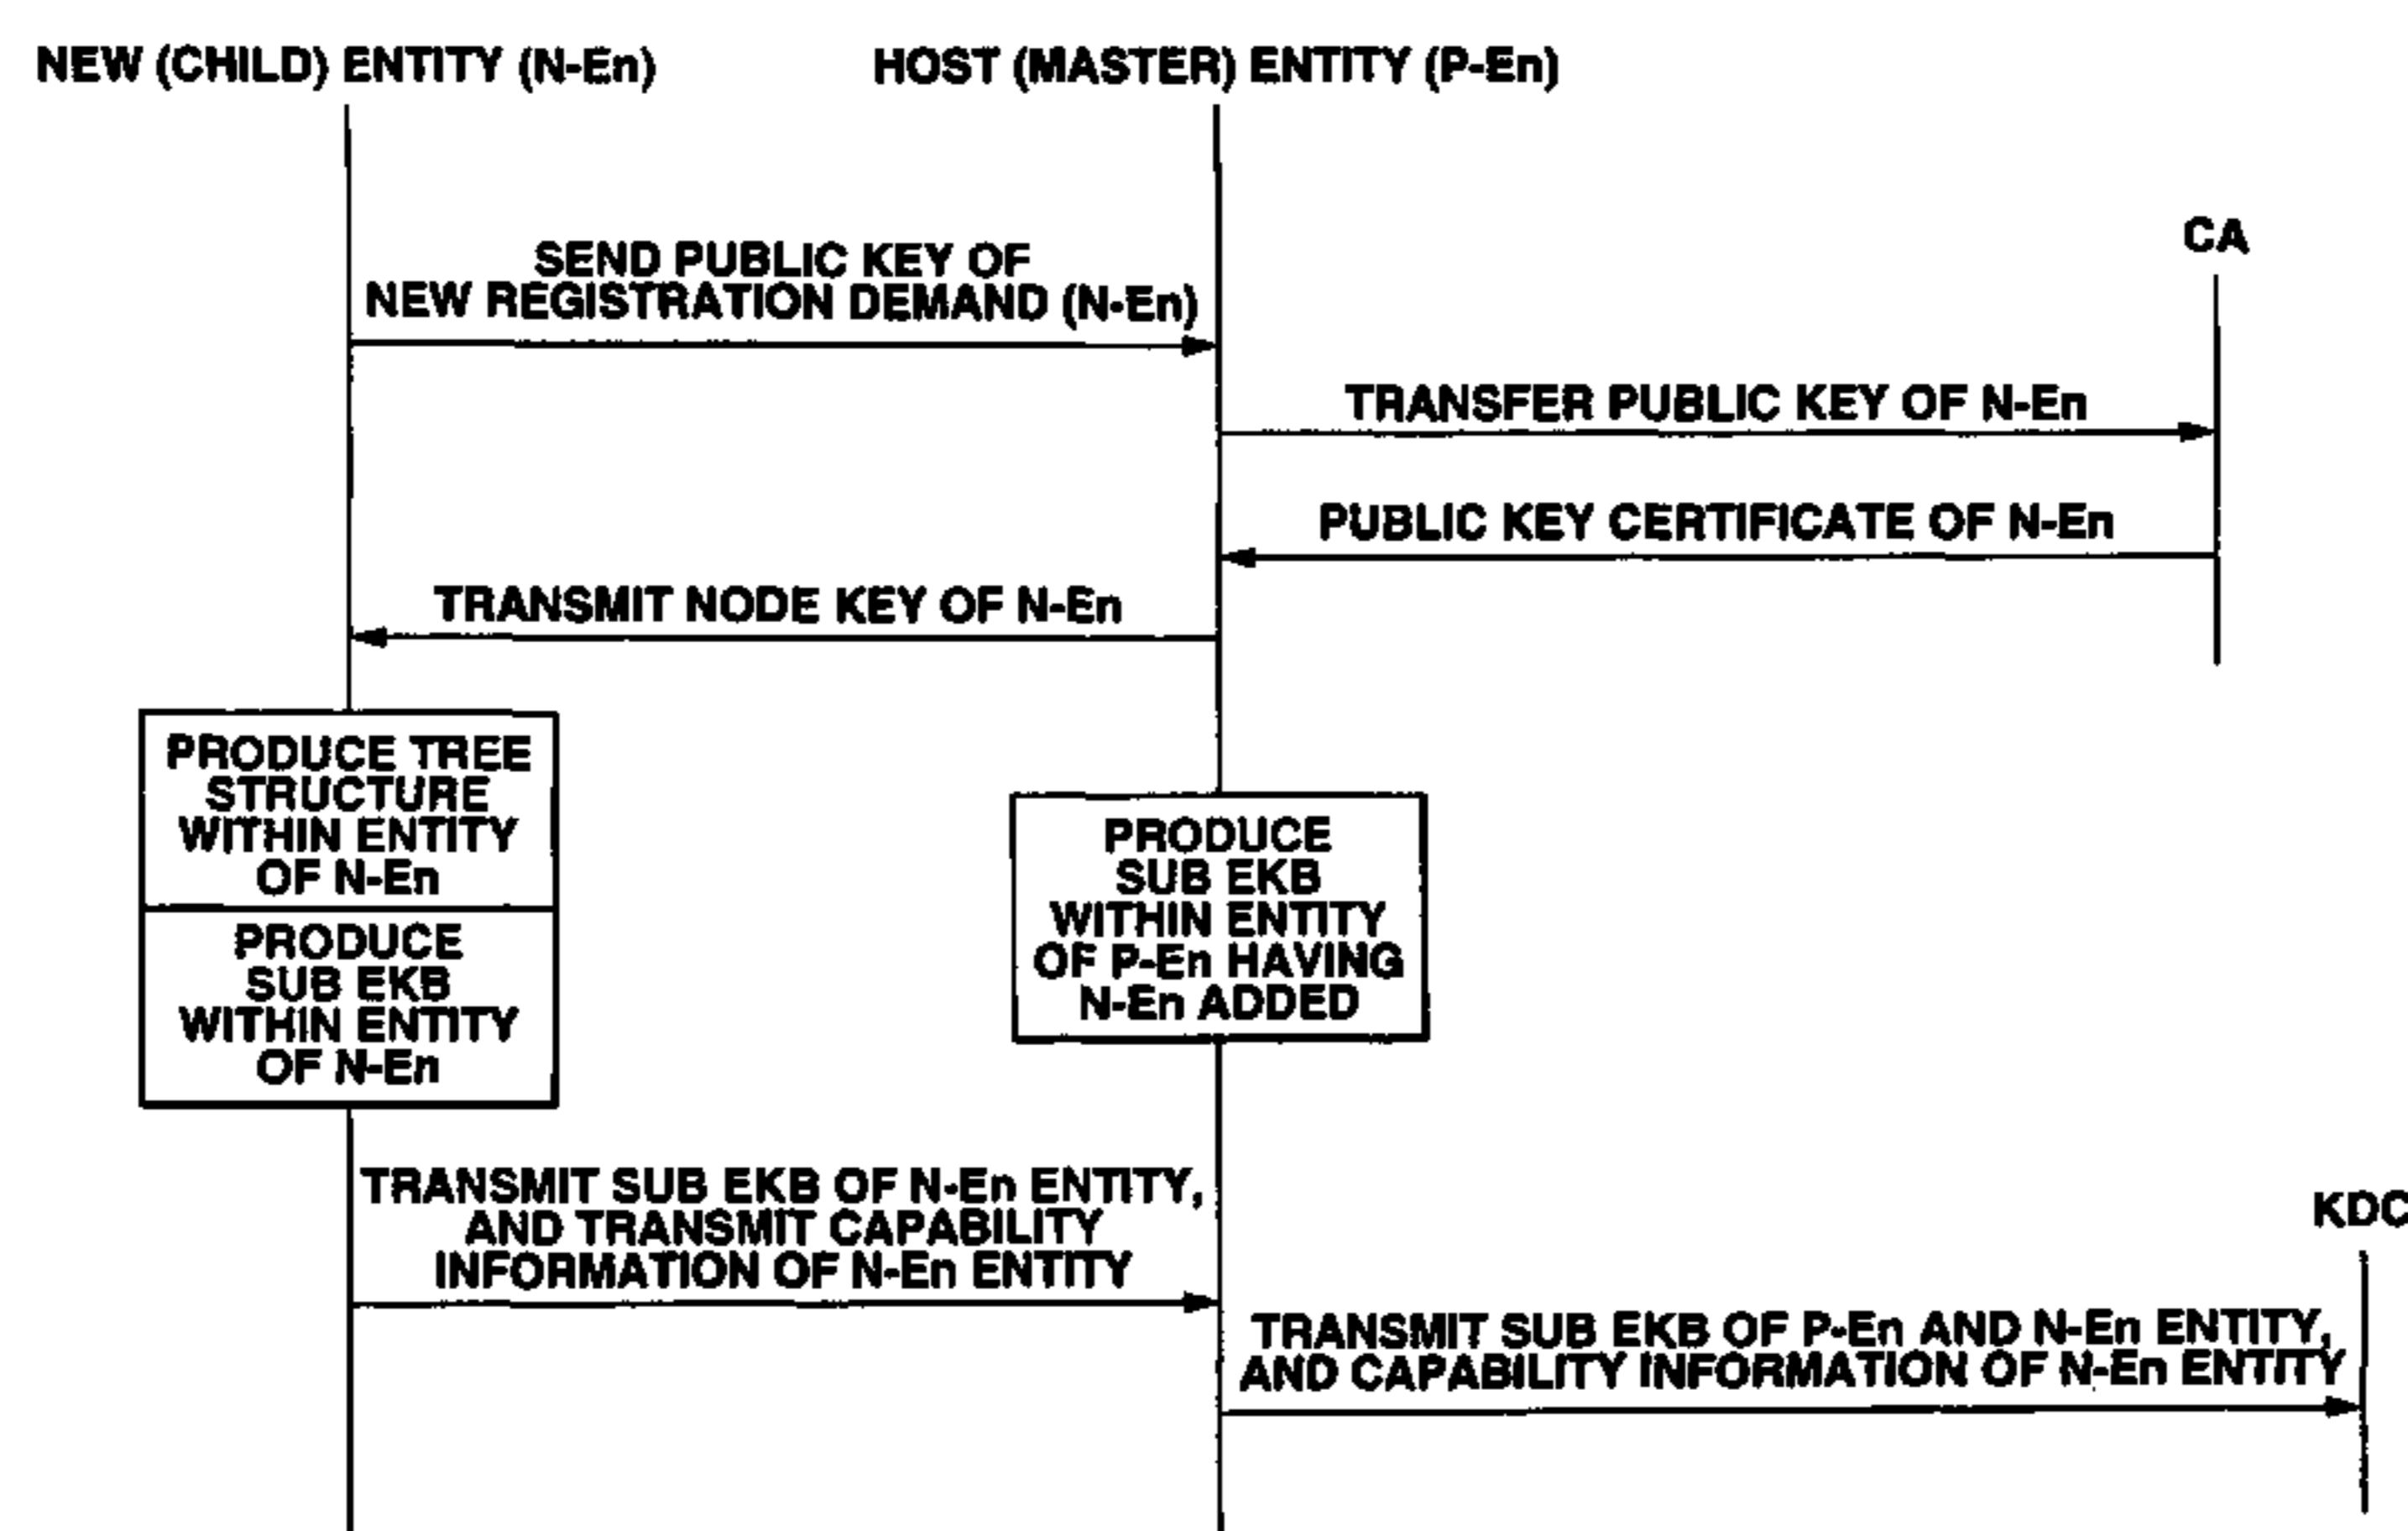 NEW (CHILD) ENTITY (N-En)
HOST (MASTER) ENTITY (P-En)
CA
SEND PUBLIC KEY OF
NEW REGISTRATION DEMAND (N-En)
TRANSFER PUBLIC KEY OF N-En
PUBLIC KEY CERTIFICATE OF N-En
TRANSMIT NODE KEY OF N-En
PRODUCE TREE
STRUCTURE
WITHIN ENTITY
OF N-En
PRODUCE
SUB EKB
WITHIN ENTITY
OF N-En
PRODUCE
SUB EKB
WITHIN ENTITY
OF P-En HAVING
N-En ADDED
TRANSMIT SUB EKB OF N-En ENTITY,
AND TRANSMIT CAPABILITY
INFORMATION OF N-En ENTITY
KDC
TRANSMIT SUB EKB OF P-En AND N-En ENTITY,
AND CAPABILITY INFORMATION OF N-En ENTITY